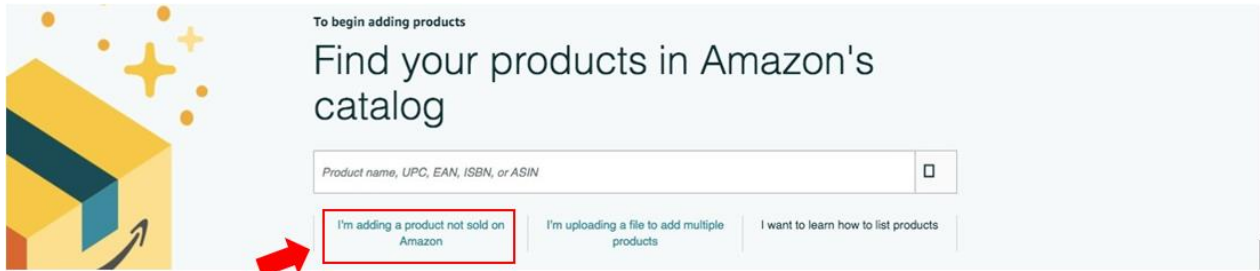 To begin adding products
Find your products in Amazon's
catalog
Product name, UPC, EAN, ISBN, or ASIN
I'm adding a product not sold on
Amazon
I'm uploading a file to add multiple
products
I want to learn how to list products